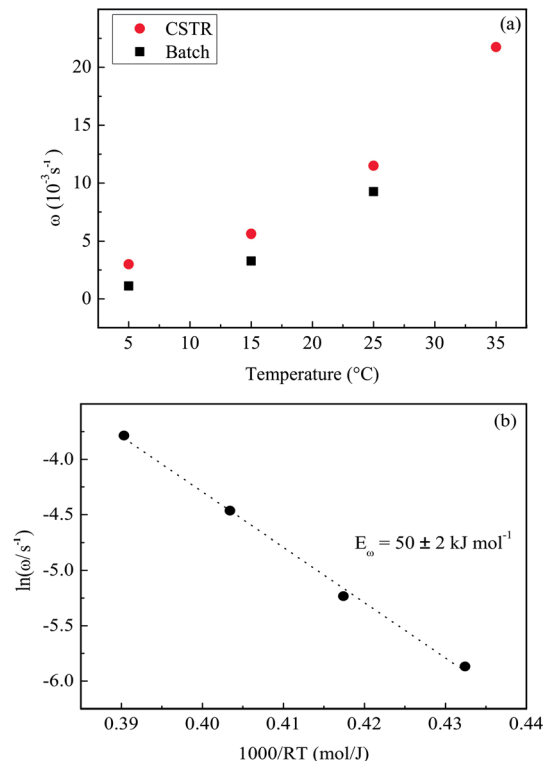 (a)
CSTR
Batch
20
15
10
5
0
ω (10⁻³s⁻¹)
5 10 15 20 25 30 35
Temperature (°C)
(b)
-4.0
-4.5
-5.0
-5.5
-6.0
ln(ω/s⁻¹)
E_ω = 50 ± 2 kJ mol⁻¹
0.39 0.40 0.41 0.42 0.43 0.44
1000/RT (mol/J)